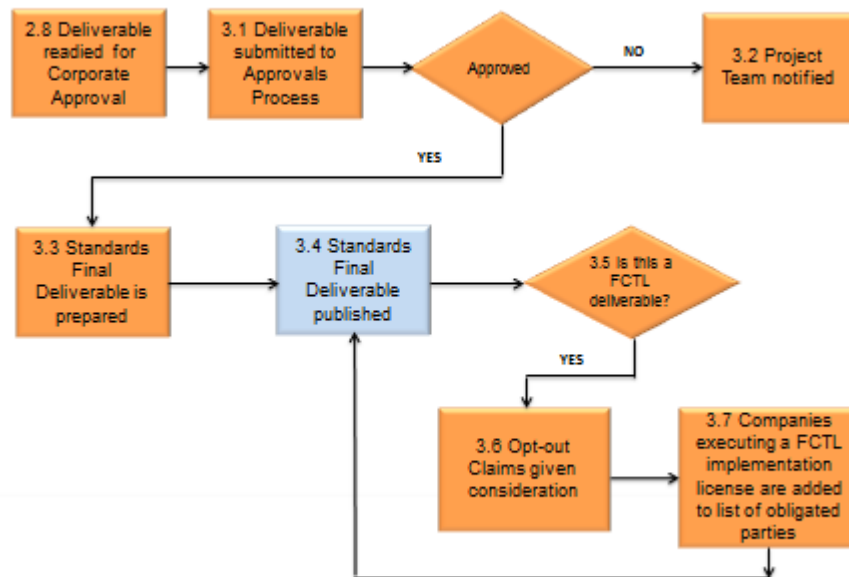 2.8 Deliverable
readied for
Corporate
Approval
3.1 Deliverable
submitted to
Approvals
Process
Approved
NO
3.2 Project
Team notified
YES
3.3 Standards
Final
Deliverable is
prepared
3.4 Standards
Final
Deliverable
published
3.5 Is this a
FCTL
deliverable?
YES
3.6 Opt-out
Claims given
consideration
3.7 Companies
executing a FCTL
implementation
license are added
to list of obligated
parties